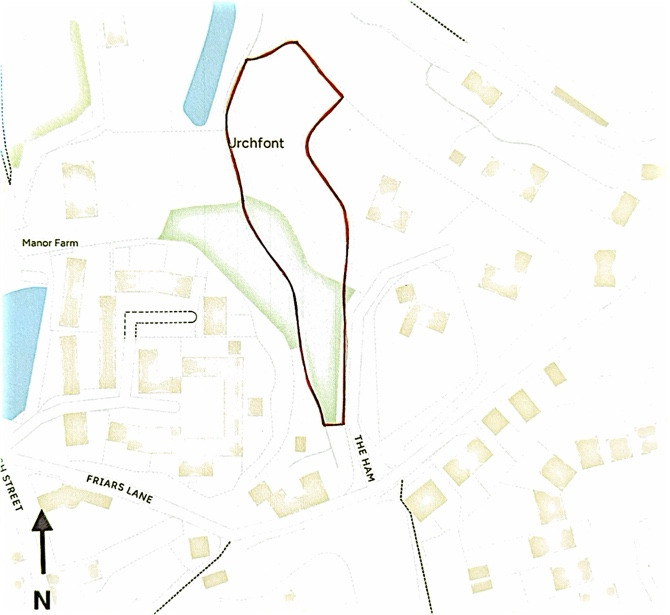 Urchfont
Manor Farm
THE HAM
FRIARS LANE
H STREET
N